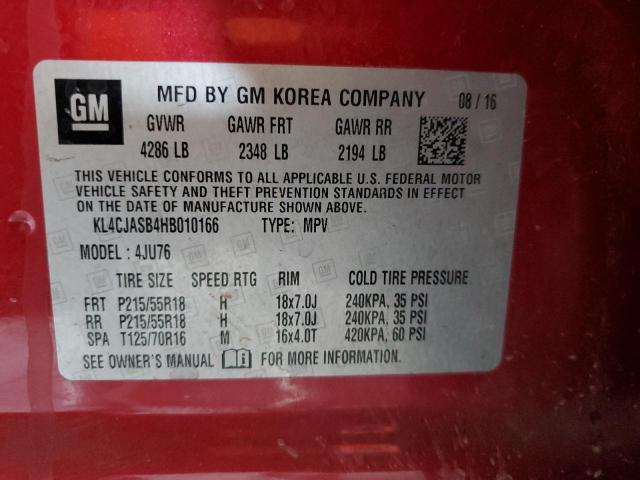 GM MFD BY GM KOREA COMPANY 08 / 16
GVWR GAWR FRT GAWR RR
4286 LB 2348 LB 2194 LB
THIS VEHICLE CONFORMS TO ALL APPLICABLE U.S. FEDERAL MOTOR
VEHICLE SAFETY AND THEFT PREVENTION STANDARDS IN EFFECT
ON THE DATE OF MANUFACTURE SHOWN ABOVE.
KL4CJASB4HB010166 TYPE: MPV
MODEL : 4JU76
TIRE SIZE SPEED RTG RIM COLD TIRE PRESSURE
FRT P215/55R18 H 18x7.0J 240KPA, 35 PSI
RR P215/55R18 H 18x7.0J 240KPA, 35 PSI
SPA T125/70R16 M 16x4.0T 420KPA, 60 PSI
SEE OWNER'S MANUAL FOR MORE INFORMATION.